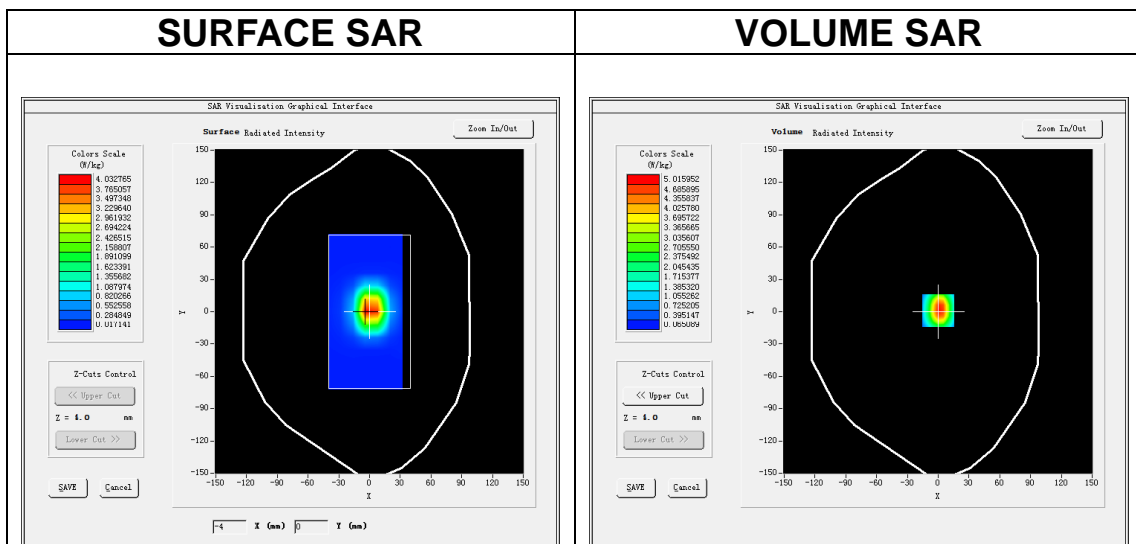 SURFACE SAR
VOLUME SAR
SAR Visualisation Graphical Interface
Surface Radiated Intensity
Zoom In/Out
Colors Scale
(W/kg)
4.032765
3.765057
3.497348
3.229640
2.961932
2.694224
2.426515
2.158807
1.891099
1.623391
1.355682
1.087974
0.820266
0.552558
0.284849
0.017141
Z-Cuts Control
<< Upper Cut
Z = 4.0 mm
Lower Cut >>
SAVE
Cancel
150
120
90
60
30
0
-30
-60
-90
-120
-150
Y
-150 -120 -90 -60 -30 0 30 60 90 120 150
X
-4 X (mm) 0 Y (mm)
SAR Visualisation Graphical Interface
Volume Radiated Intensity
Zoom In/Out
Colors Scale
(W/kg)
5.015952
4.685895
4.355837
4.025780
3.695722
3.365665
3.035607
2.705550
2.375492
2.045435
1.715377
1.385320
1.055262
0.725205
0.395147
0.065089
Z-Cuts Control
<< Upper Cut
Z = 4.0 mm
Lower Cut >>
SAVE
Cancel
150
120
90
60
30
0
-30
-60
-90
-120
-150
Y
-150 -120 -90 -60 -30 0 30 60 90 120 150
X